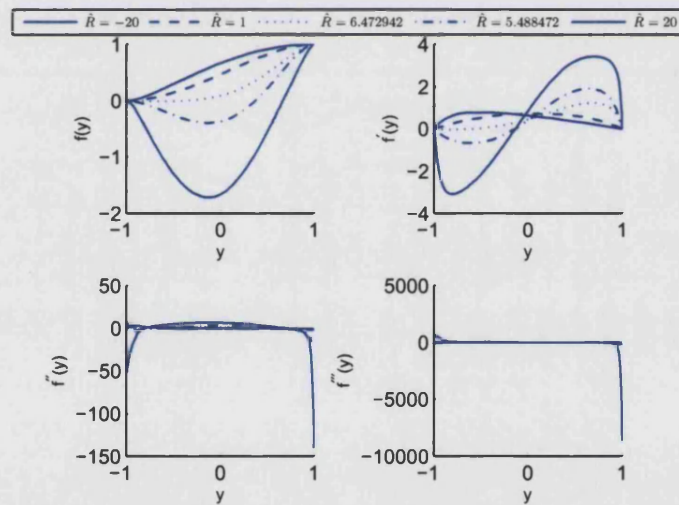 R̂ = −20 R̂ = 1 R̂ = 6.472942 R̂ = 5.488472 R̂ = 20
1
0
−1
−2
f(y)
−1 0 1
y
4
2
0
−2
−4
f′(y)
−1 0 1
y
50
0
−50
−100
−150
f″(y)
−1 0 1
y
5000
0
−5000
−10000
f‴(y)
−1 0 1
y